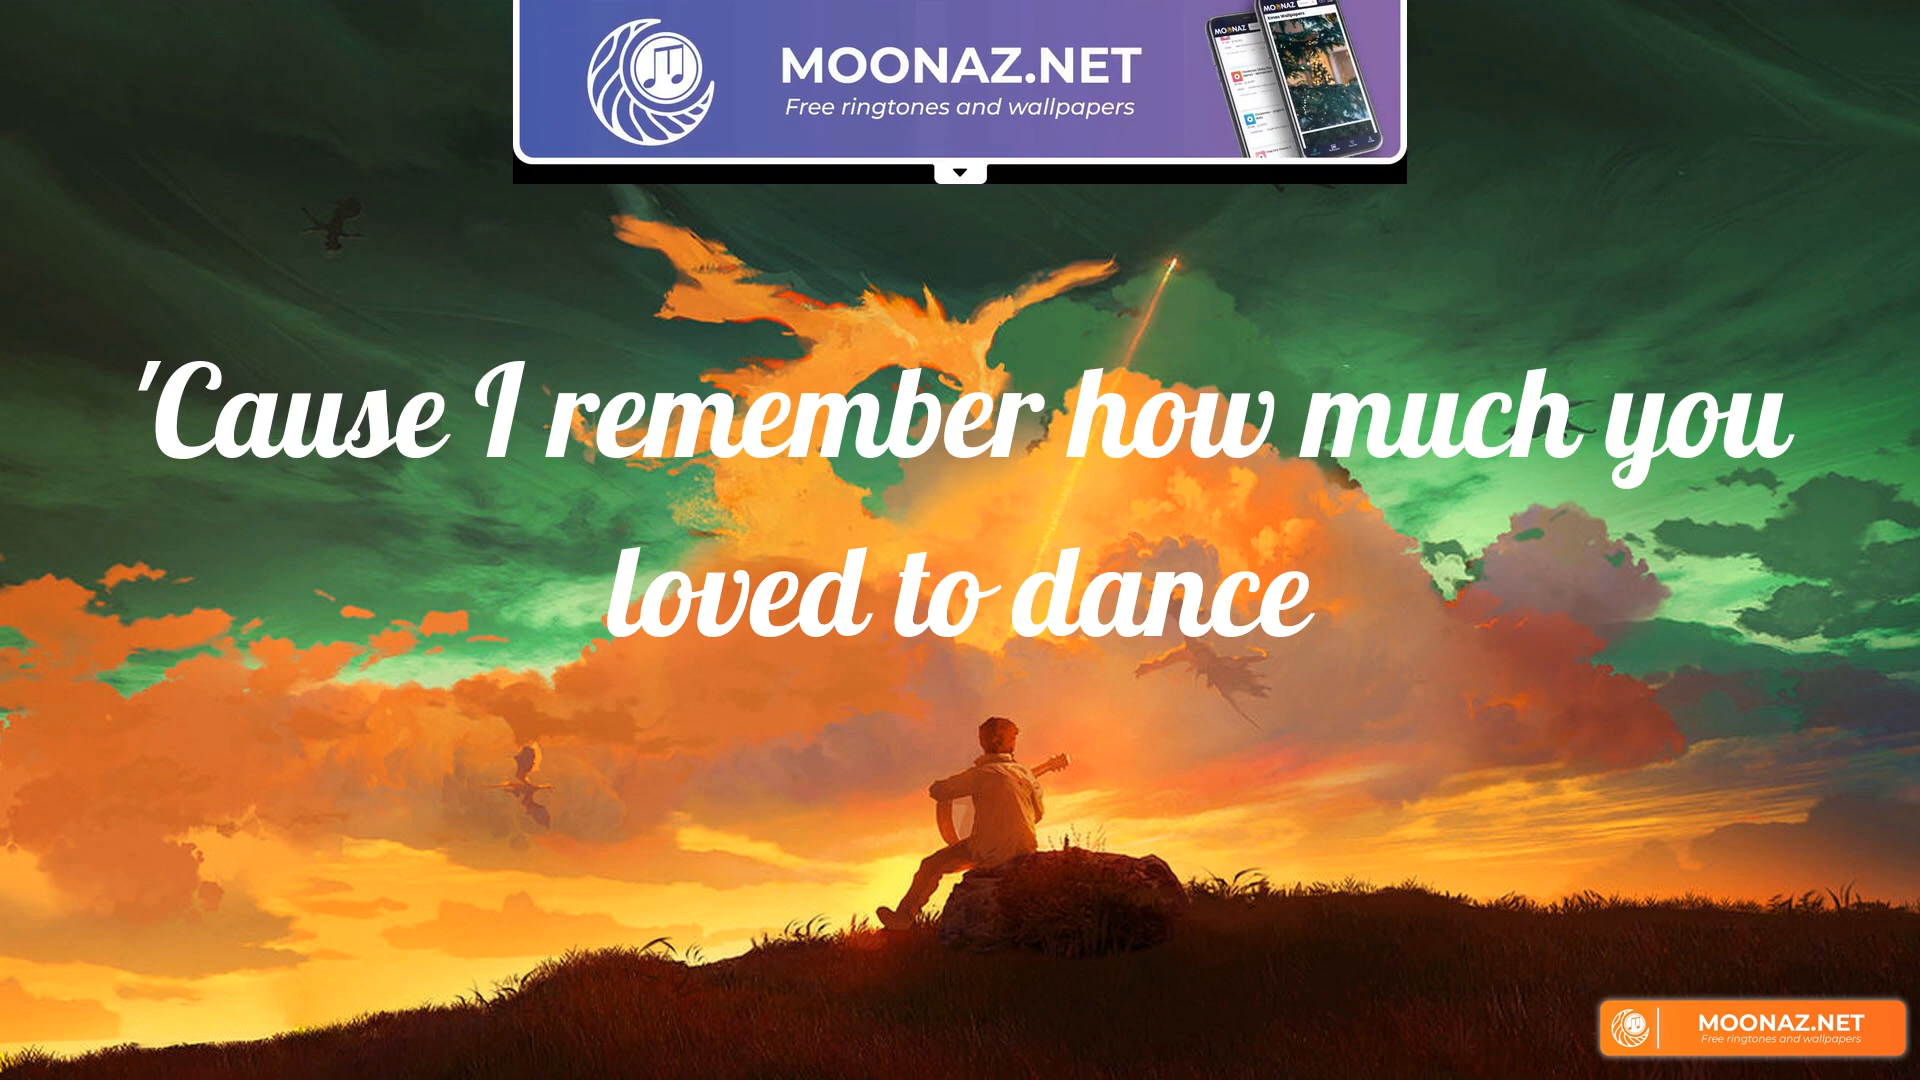 MOONAZ.NET
Free ringtones and wallpapers
'Cause I remember how much you
loved to dance
MOONAZ.NET
Free ringtones and wallpapers